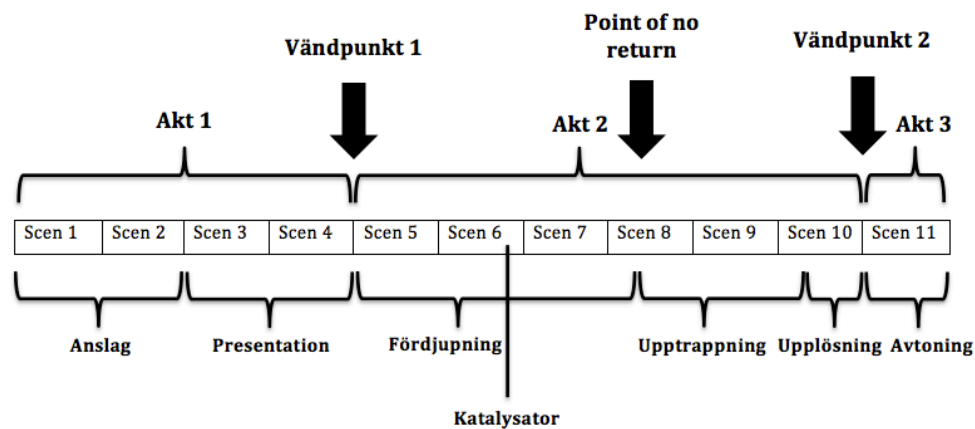 Vändpunkt 1
Point of no
return
Vändpunkt 2
Akt 1
Akt 2
Akt 3
Scen 1 Scen 2 Scen 3 Scen 4 Scen 5 Scen 6 Scen 7 Scen 8 Scen 9 Scen 10 Scen 11
Anslag Presentation Fördjupning Upptrappning Upplösning Avtoning
Katalysator